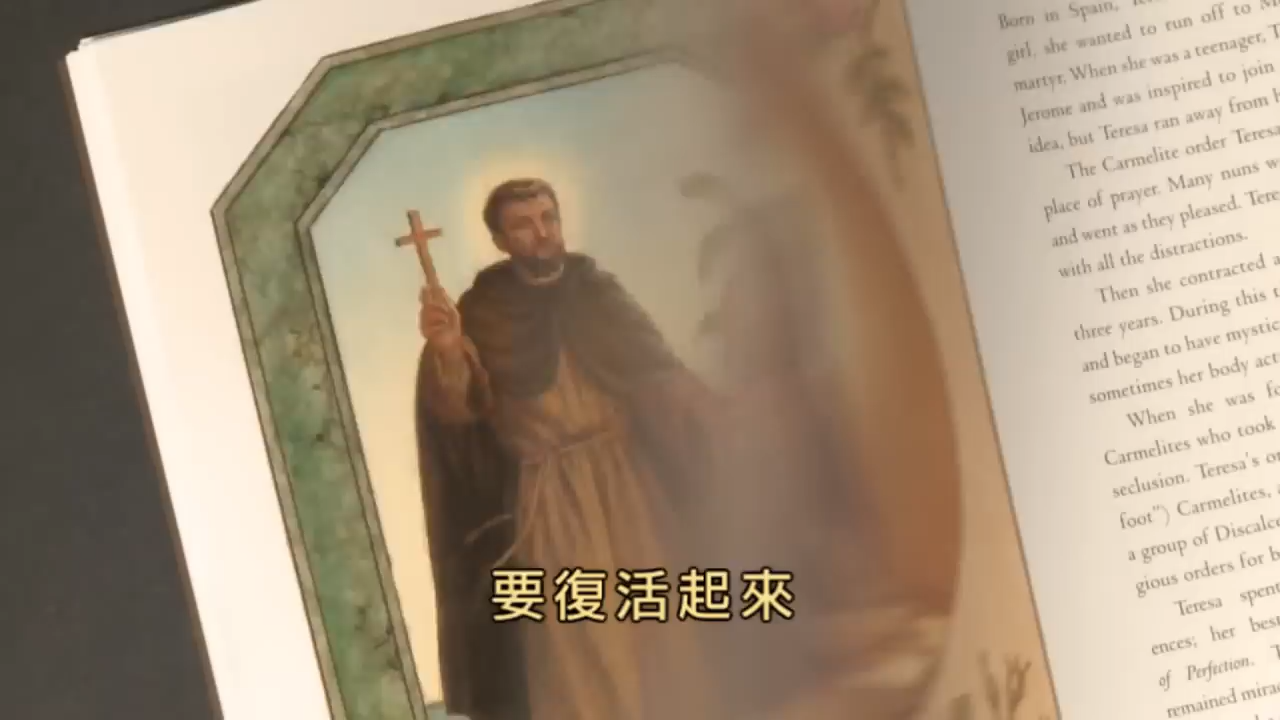 Born in Spain,
girl, she wanted to run off to
martyr. When she was a teenager,
Jerome and was inspired to join
idea, but Teresa ran away from
The Carmelite order Teresa
place of prayer. Many nuns
and went as they pleased.
with all the distractions.
Then she contracted
three years. During this
and began to have
sometimes her body
When she was
Carmelites who took
seclusion. Teresa's
foot") Carmelites,
a group of
gious orders for
Teresa spent
ences; her best
of Perfection.
remained
要復活起來